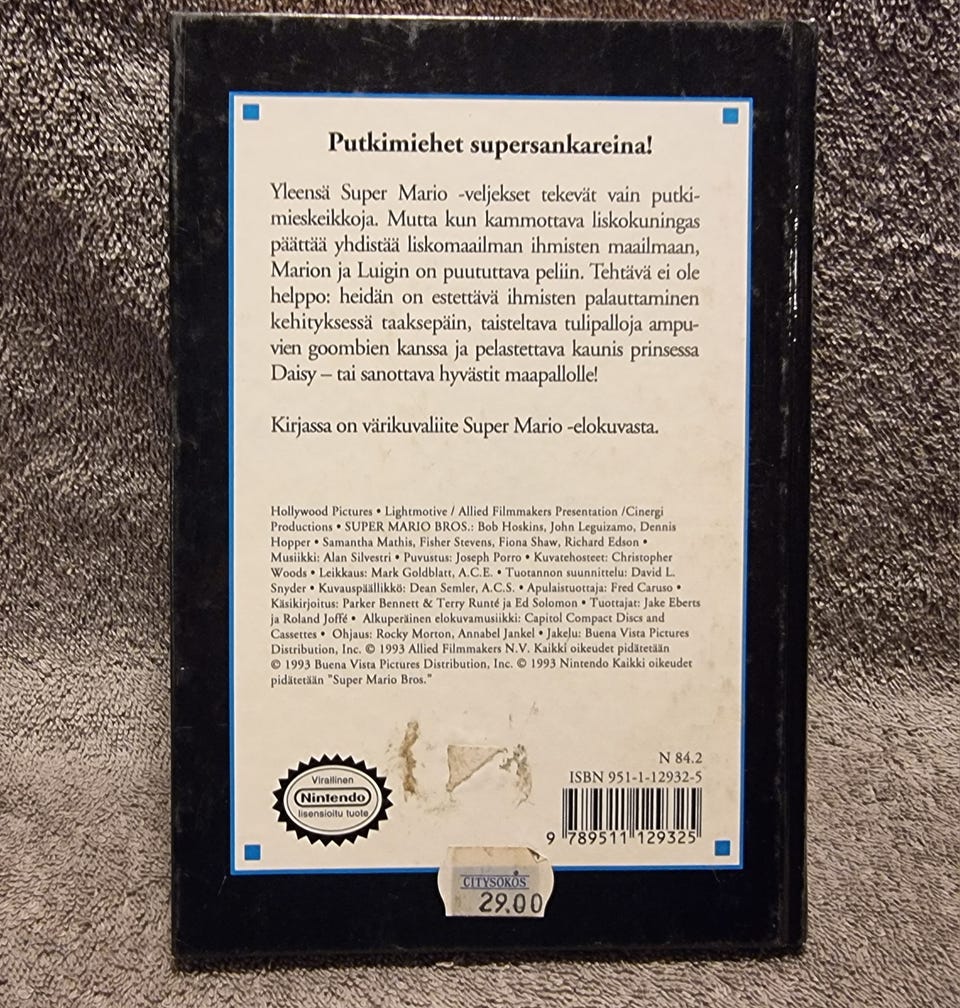 Putkimiehet supersankareina!
Yleensä Super Mario -veljekset tekevät vain putki-
mieskeikkoja. Mutta kun kammottava liskokuningas
päättää yhdistää liskomaailman ihmisten maailmaan,
Marion ja Luigin on puututtava peliin. Tehtävä ei ole
helppo: heidän on estettävä ihmisten palauttaminen
kehityksessä taaksepäin, taisteltava tulipalloja ampu-
vien goombien kanssa ja pelastettava kaunis prinsessa
Daisy – tai sanottava hyvästit maapallolle!
Kirjassa on värikuvaliite Super Mario -elokuvasta.
Hollywood Pictures • Lightmotive / Allied Filmmakers Presentation /Cinergi
Productions • SUPER MARIO BROS.: Bob Hoskins, John Leguizamo, Dennis
Hopper • Samantha Mathis, Fisher Stevens, Fiona Shaw, Richard Edson •
Musiikki: Alan Silvestri • Puvustus: Joseph Porro • Kuvatehosteet: Christopher
Woods • Leikkaus: Mark Goldblatt, A.C.E. • Tuotannon suunnittelu: David L.
Snyder • Kuvauspäällikkö: Dean Semler, A.C.S. • Apulaistuottaja: Fred Caruso •
Käsikirjoitus: Parker Bennett & Terry Runté ja Ed Solomon • Tuottajat: Jake Eberts
ja Roland Joffé • Alkuperäinen elokuvamusiikki: Capitol Compact Discs and
Cassettes • Ohjaus: Rocky Morton, Annabel Jankel • Jakelu: Buena Vista Pictures
Distribution, Inc. © 1993 Allied Filmmakers N.V. Kaikki oikeudet pidätetään
© 1993 Buena Vista Pictures Distribution, Inc. © 1993 Nintendo Kaikki oikeudet
pidätetään "Super Mario Bros."
Virallinen
Nintendo
lisensioitu tuote
N 84.2
ISBN 951-1-12932-5
9 789511 129325
CITYSOKOS
29.00